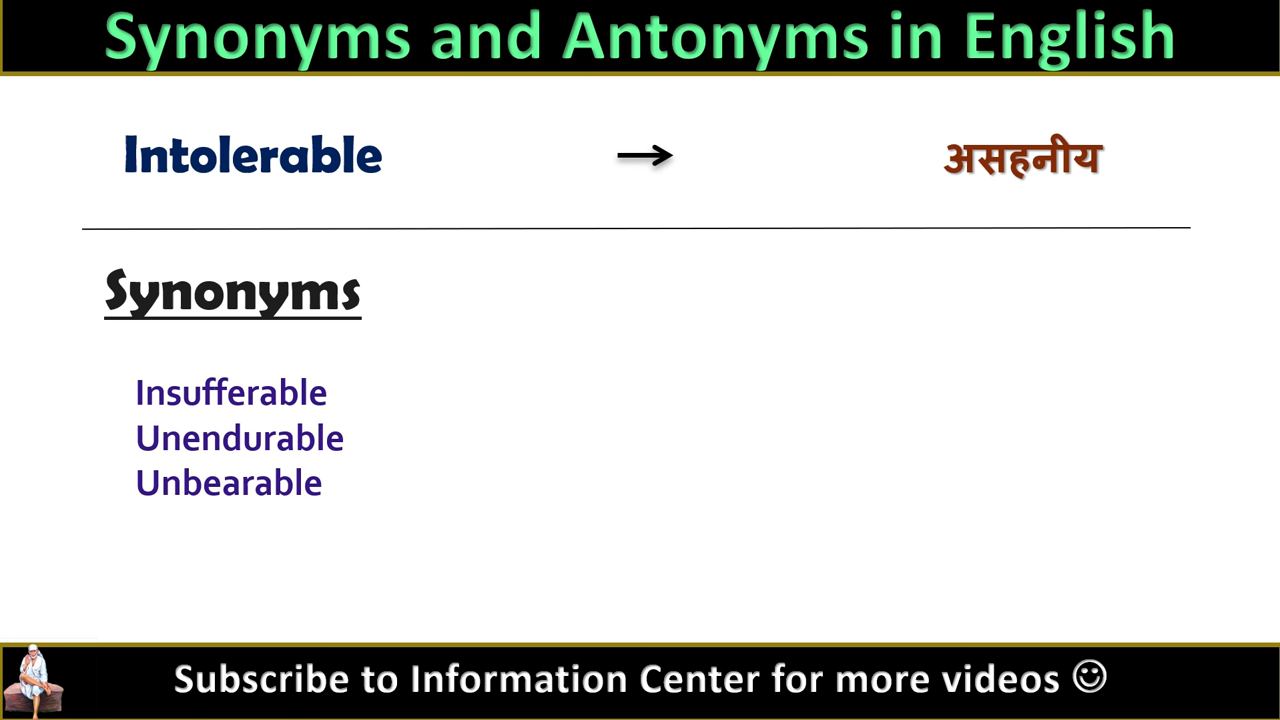 Synonyms and Antonyms in English
Intolerable → असहनीय
Synonyms
Insufferable
Unendurable
Unbearable
Subscribe to Information Center for more videos ☺